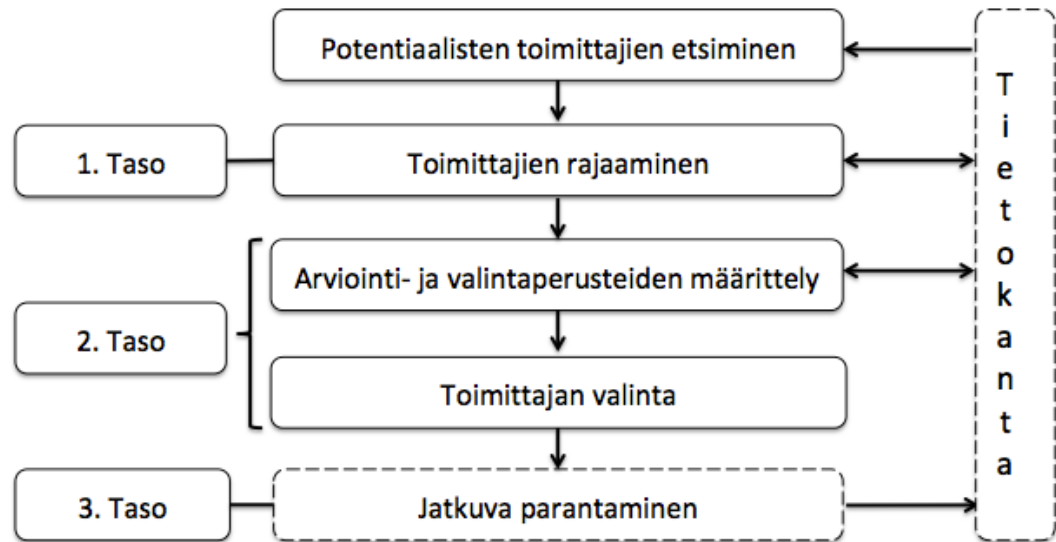 Potentiaalisten toimittajien etsiminen
1. Taso
Toimittajien rajaaminen
Arviointi- ja valintaperusteiden määrittely
2. Taso
Toimittajan valinta
3. Taso
Jatkuva parantaminen
Tietokanta